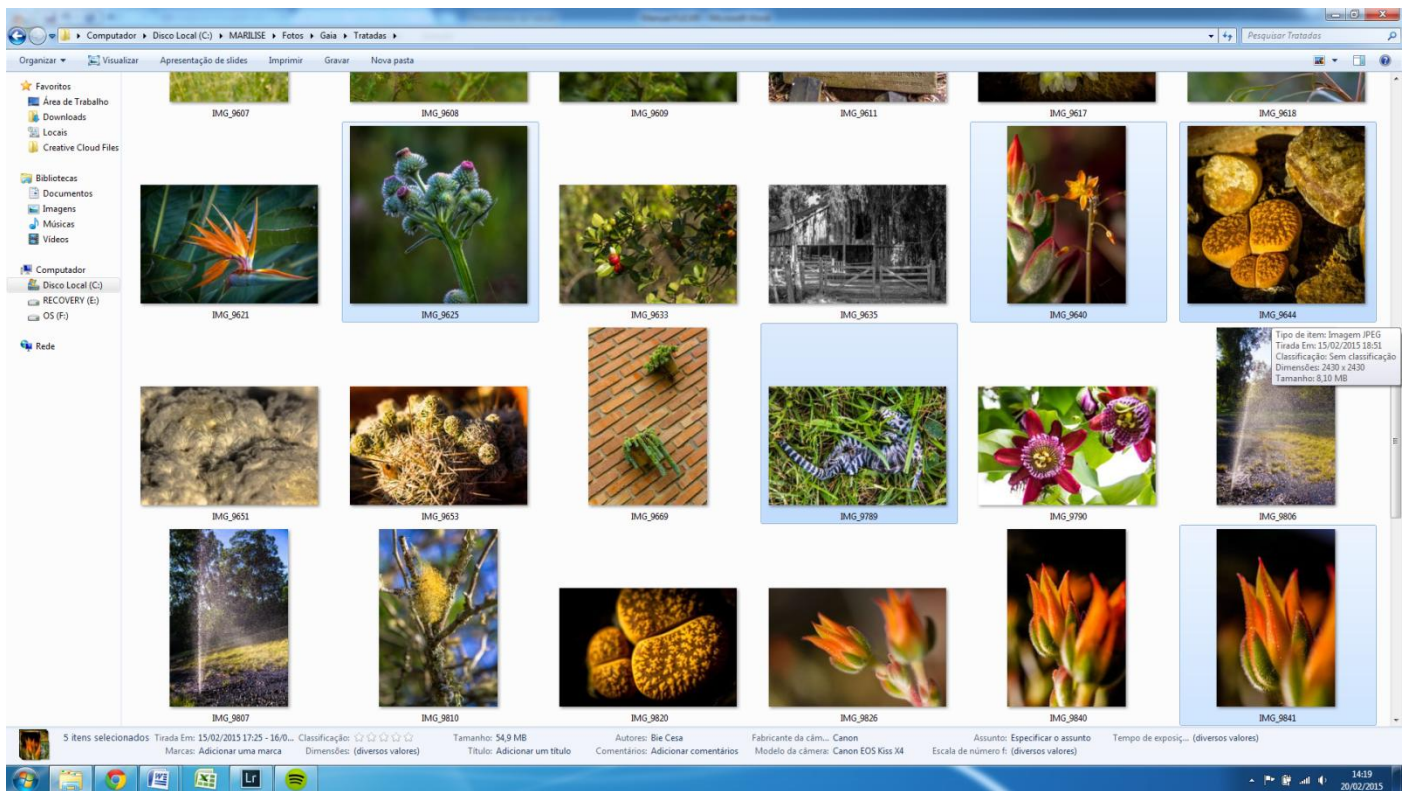 Computador ▸ Disco Local (C:) ▸ MARILISE ▸ Fotos ▸ Gaia ▸ Tratadas ▸
Pesquisar Tratadas
Organizar ▾ Visualizar Apresentação de slides Imprimir Gravar Nova pasta
Favoritos
Área de Trabalho
Downloads
Locais
Creative Cloud Files
Bibliotecas
Documentos
Imagens
Músicas
Vídeos
Computador
Disco Local (C:)
RECOVERY (E:)
OS (F:)
Rede
IMG_9607 IMG_9608 IMG_9609 IMG_9611 IMG_9617 IMG_9618
IMG_9621 IMG_9625 IMG_9633 IMG_9635 IMG_9640 IMG_9644
Tipo de item: Imagem JPEG
Tirada Em: 15/02/2015 18:51
Classificação: Sem classificação
Dimensões: 2430 x 2430
Tamanho: 8,10 MB
IMG_9651 IMG_9653 IMG_9669 IMG_9789 IMG_9790 IMG_9806
IMG_9807 IMG_9810 IMG_9820 IMG_9826 IMG_9840 IMG_9841
5 itens selecionados Tirada Em: 15/02/2015 17:25 - 16/0... Classificação: Tamanho: 54,9 MB Autores: Bie Cesa Fabricante da câm... Canon Assunto: Especificar o assunto Tempo de exposiç... (diversos valores)
Marcas: Adicionar uma marca Dimensões: (diversos valores) Título: Adicionar um título Comentários: Adicionar comentários Modelo da câmera: Canon EOS Kiss X4 Escala de número f: (diversos valores)
Lr
14:19
20/02/2015